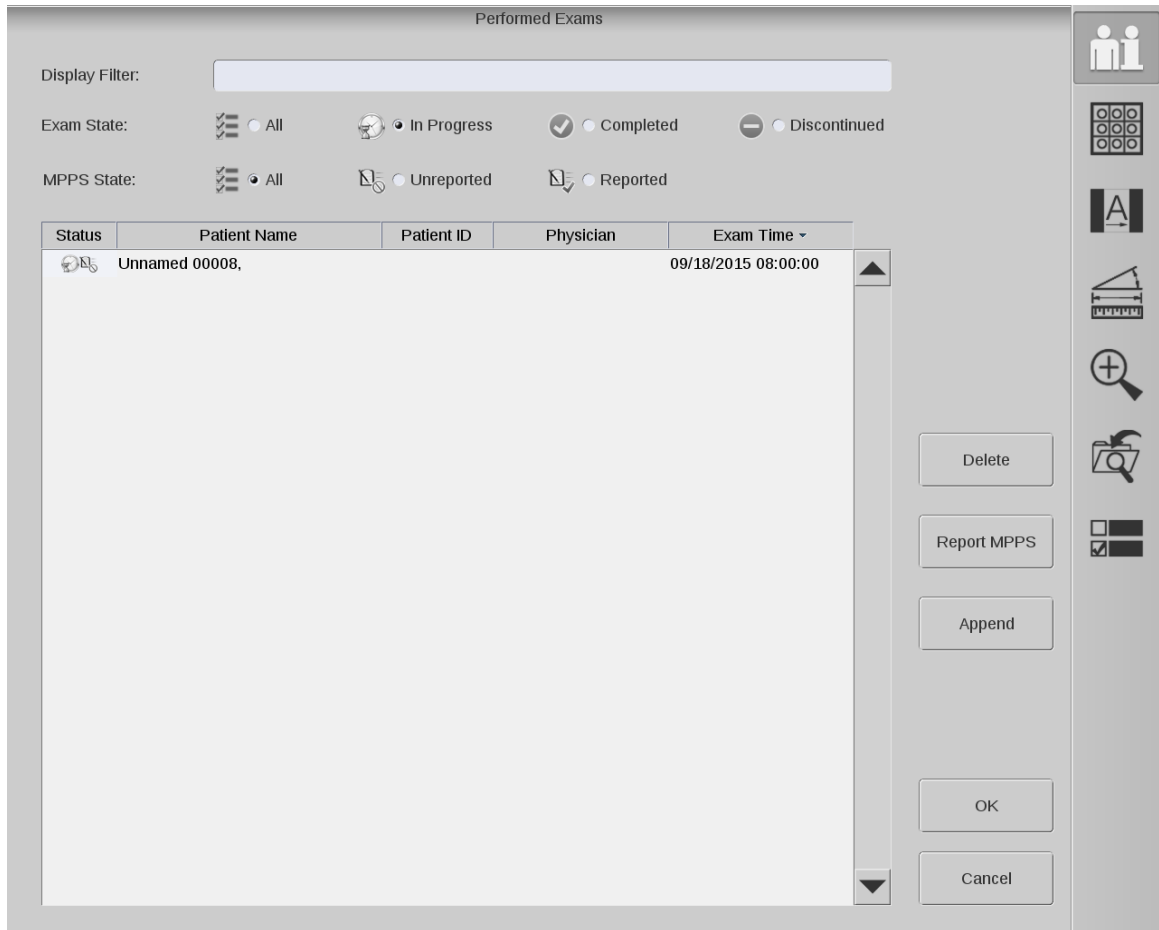 Performed Exams
Display Filter:
Exam State: All In Progress Completed Discontinued
MPPS State: All Unreported Reported
Status Patient Name Patient ID Physician Exam Time
Unnamed 00008, 09/18/2015 08:00:00
Delete
Report MPPS
Append
OK
Cancel
A